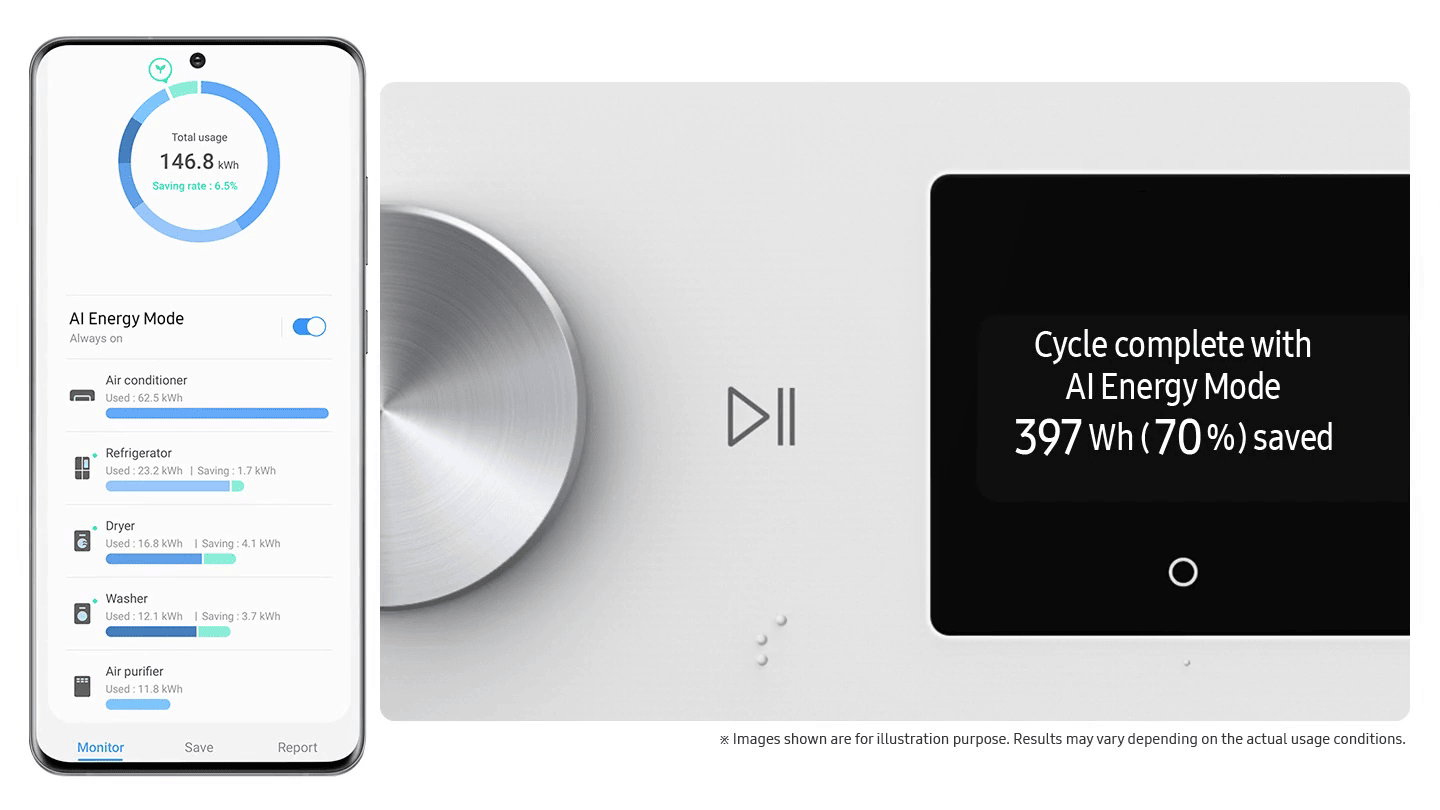 Total usage
146.8 kWh
Saving rate : 6.5%
AI Energy Mode
Always on
Air conditioner
Used : 62.5 kWh
Refrigerator
Used : 23.2 kWh | Saving : 1.7 kWh
Dryer
Used : 16.8 kWh | Saving : 4.1 kWh
Washer
Used : 12.1 kWh | Saving : 3.7 kWh
Air purifier
Used : 11.8 kWh
Monitor Save Report
Cycle complete with
AI Energy Mode
397 Wh (70%) saved
※ Images shown are for illustration purpose. Results may vary depending on the actual usage conditions.